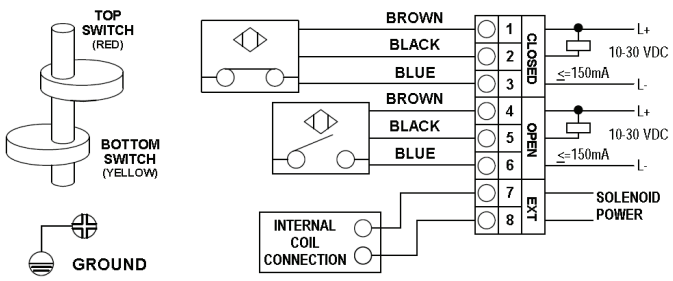 TOP
SWITCH
(RED)
BOTTOM
SWITCH
(YELLOW)
GROUND
BROWN
BLACK
BLUE
BROWN
BLACK
BLUE
INTERNAL
COIL
CONNECTION
1
2
3
4
5
6
7
8
CLOSED
OPEN
EXT
L+
10-30 VDC
<=150mA
L-
L+
10-30 VDC
<=150mA
L-
SOLENOID
POWER